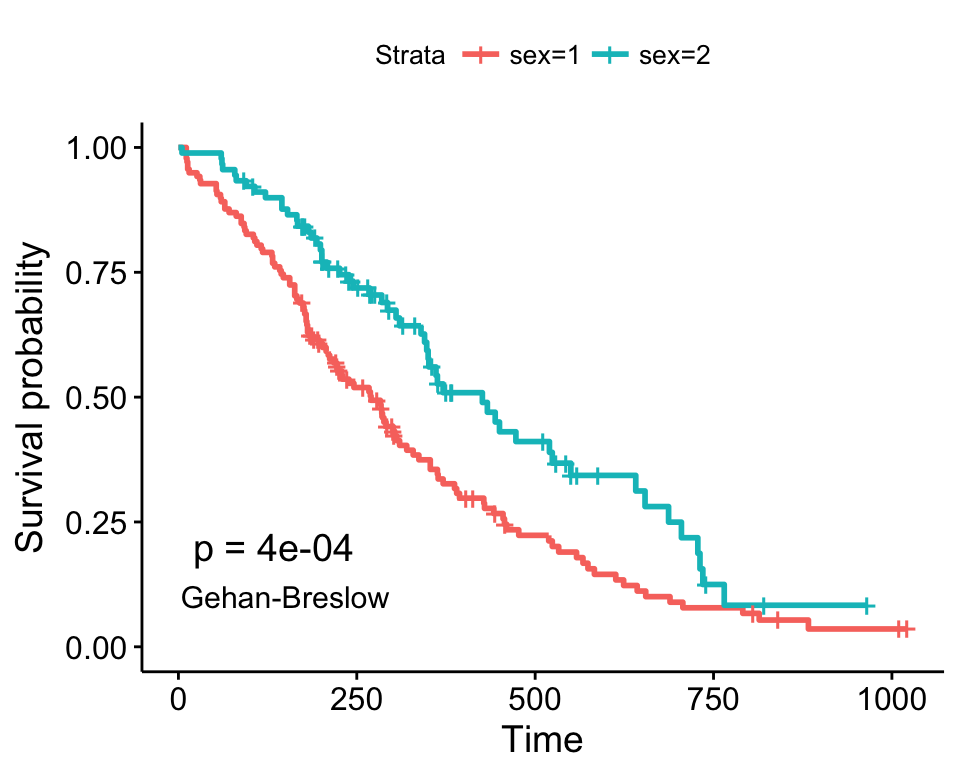 Strata sex=1 sex=2
1.00
0.75
0.50
0.25
0.00
Survival probability
p = 4e-04
Gehan-Breslow
0 250 500 750 1000
Time